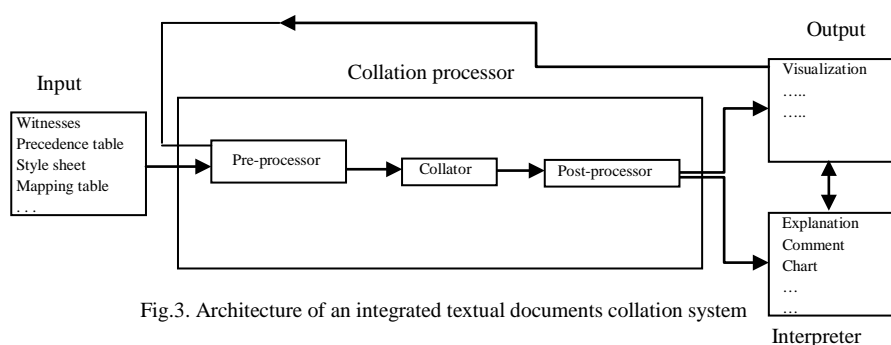 Output
Input
Collation processor
Visualization
…..
…..
Witnesses
Precedence table
Style sheet
Mapping table
. . .
Pre-processor
Collator
Post-processor
Explanation
Comment
Chart
…
…
Fig.3. Architecture of an integrated textual documents collation system
Interpreter